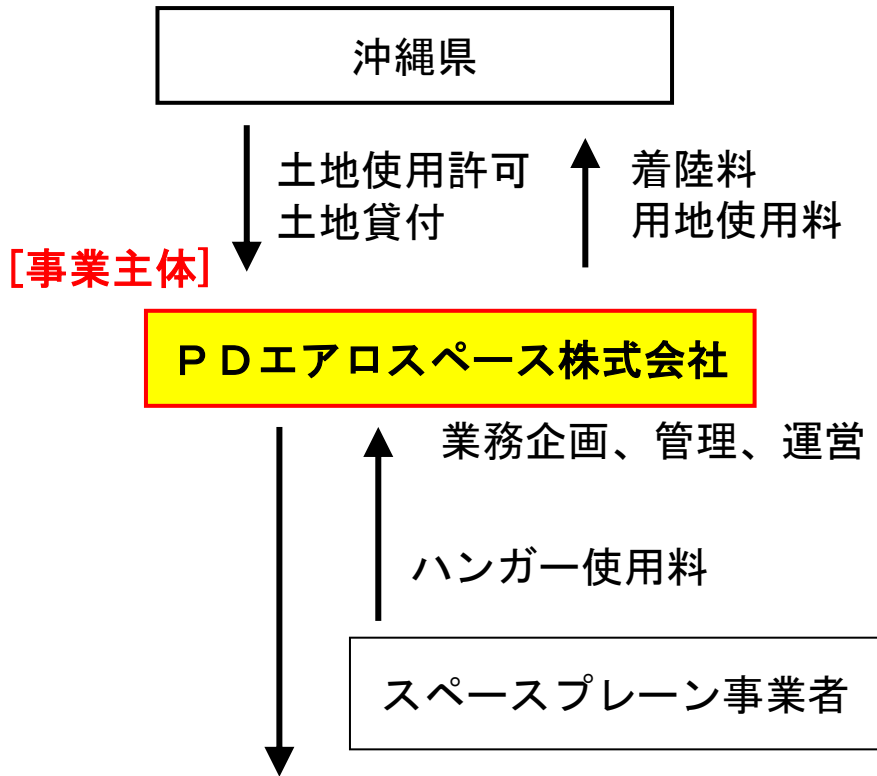 沖縄県
土地使用許可
土地貸付
着陸料
用地使用料
[事業主体]
ＰＤエアロスペース株式会社
業務企画、管理、運営
ハンガー使用料
スペースプレーン事業者